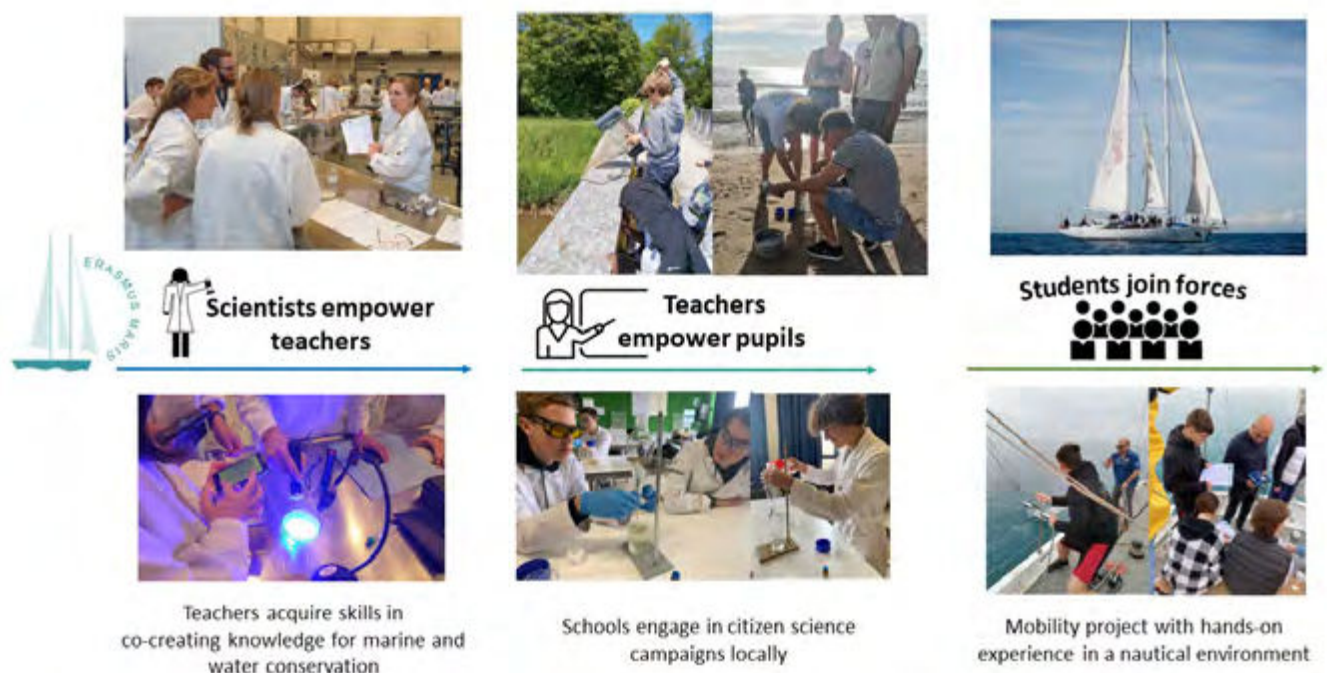 ERASMUS MARIS
Scientists empower
teachers
Teachers
empower pupils
Students join forces
Teachers acquire skills in
co-creating knowledge for marine and
water conservation
Schools engage in citizen science
campaigns locally
Mobility project with hands-on
experience in a nautical environment